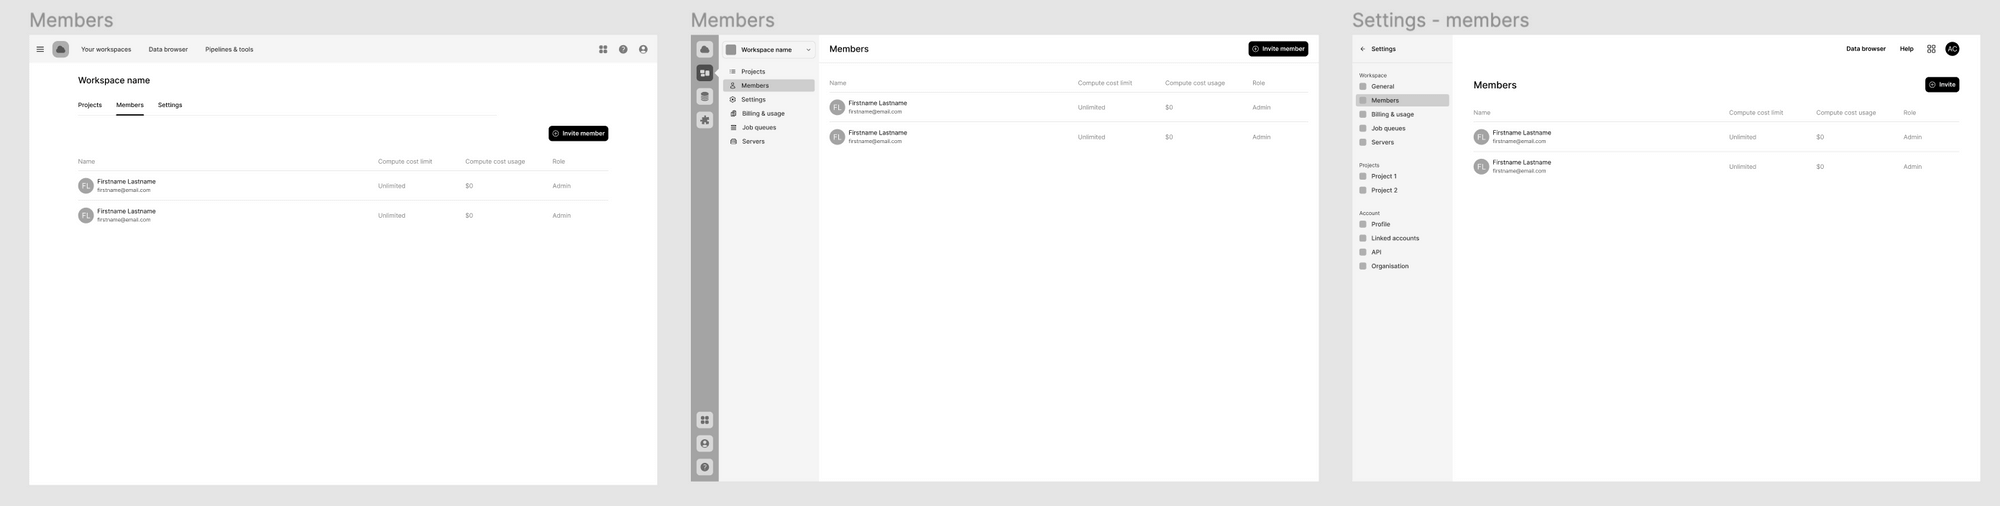 Members
Your workspaces
Data browser
Pipelines & tools
Workspace name
Projects
Members
Settings
Invite member
Name
Compute cost limit
Compute cost usage
Role
FL
Firstname Lastname
firstname@email.com
Unlimited
$0
Admin
FL
Firstname Lastname
firstname@email.com
Unlimited
$0
Admin
Members
Workspace name
Projects
Members
Settings
Billing & usage
Job queues
Servers
Members
Invite member
Name
Compute cost limit
Compute cost usage
Role
FL
Firstname Lastname
firstname@email.com
Unlimited
$0
Admin
FL
Firstname Lastname
firstname@email.com
Unlimited
$0
Admin
Settings - members
Settings
Data browser
Help
AC
Workspace
General
Members
Billing & usage
Job queues
Servers
Projects
Project 1
Project 2
Account
Profile
Linked accounts
API
Organisation
Members
Invite
Name
Compute cost limit
Compute cost usage
Role
FL
Firstname Lastname
firstname@email.com
Unlimited
$0
Admin
FL
Firstname Lastname
firstname@email.com
Unlimited
$0
Admin